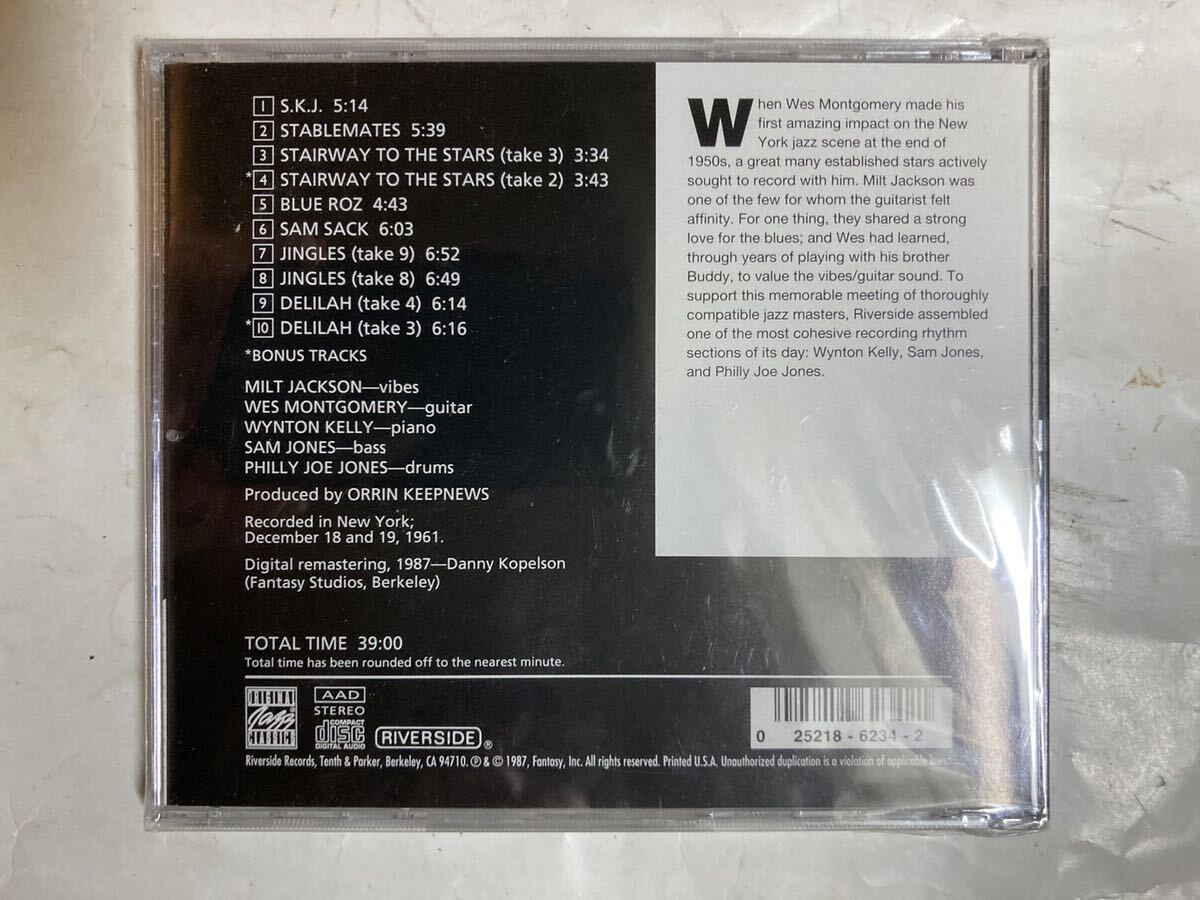 1 S.K.J. 5:14
2 STABLEMATES 5:39
3 STAIRWAY TO THE STARS (take 3) 3:34
*4 STAIRWAY TO THE STARS (take 2) 3:43
5 BLUE ROZ 4:43
6 SAM SACK 6:03
7 JINGLES (take 9) 6:52
8 JINGLES (take 8) 6:49
9 DELILAH (take 4) 6:14
*10 DELILAH (take 3) 6:16
*BONUS TRACKS
MILT JACKSON—vibes
WES MONTGOMERY—guitar
WYNTON KELLY—piano
SAM JONES—bass
PHILLY JOE JONES—drums
Produced by ORRIN KEEPNEWS
Recorded in New York;
December 18 and 19, 1961.
Digital remastering, 1987—Danny Kopelson
(Fantasy Studios, Berkeley)
TOTAL TIME 39:00
Total time has been rounded off to the nearest minute.
When Wes Montgomery made his
first amazing impact on the New
York jazz scene at the end of
1950s, a great many established stars actively
sought to record with him. Milt Jackson was
one of the few for whom the guitarist felt
affinity. For one thing, they shared a strong
love for the blues; and Wes had learned,
through years of playing with his brother
Buddy, to value the vibes/guitar sound. To
support this memorable meeting of thoroughly
compatible jazz masters, Riverside assembled
one of the most cohesive recording rhythm
sections of its day: Wynton Kelly, Sam Jones,
and Philly Joe Jones.
ORIGINAL
Jazz
CLASSICS
AAD
STEREO
COMPACT
disc
DIGITAL AUDIO
RIVERSIDE®
0 25218 - 6234 - 2
Riverside Records, Tenth & Parker, Berkeley, CA 94710. ℗ & © 1987, Fantasy, Inc. All rights reserved. Printed U.S.A. Unauthorized duplication is a violation of applicable laws.